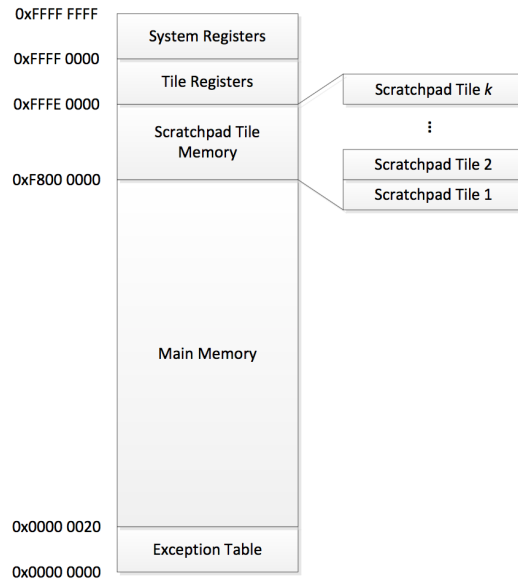 0xFFFF FFFF
System Registers
0xFFFF 0000
Tile Registers
Scratchpad Tile k
0xFFFE 0000
Scratchpad Tile
Memory
⋮
Scratchpad Tile 2
0xF800 0000
Scratchpad Tile 1
Main Memory
0x0000 0020
Exception Table
0x0000 0000